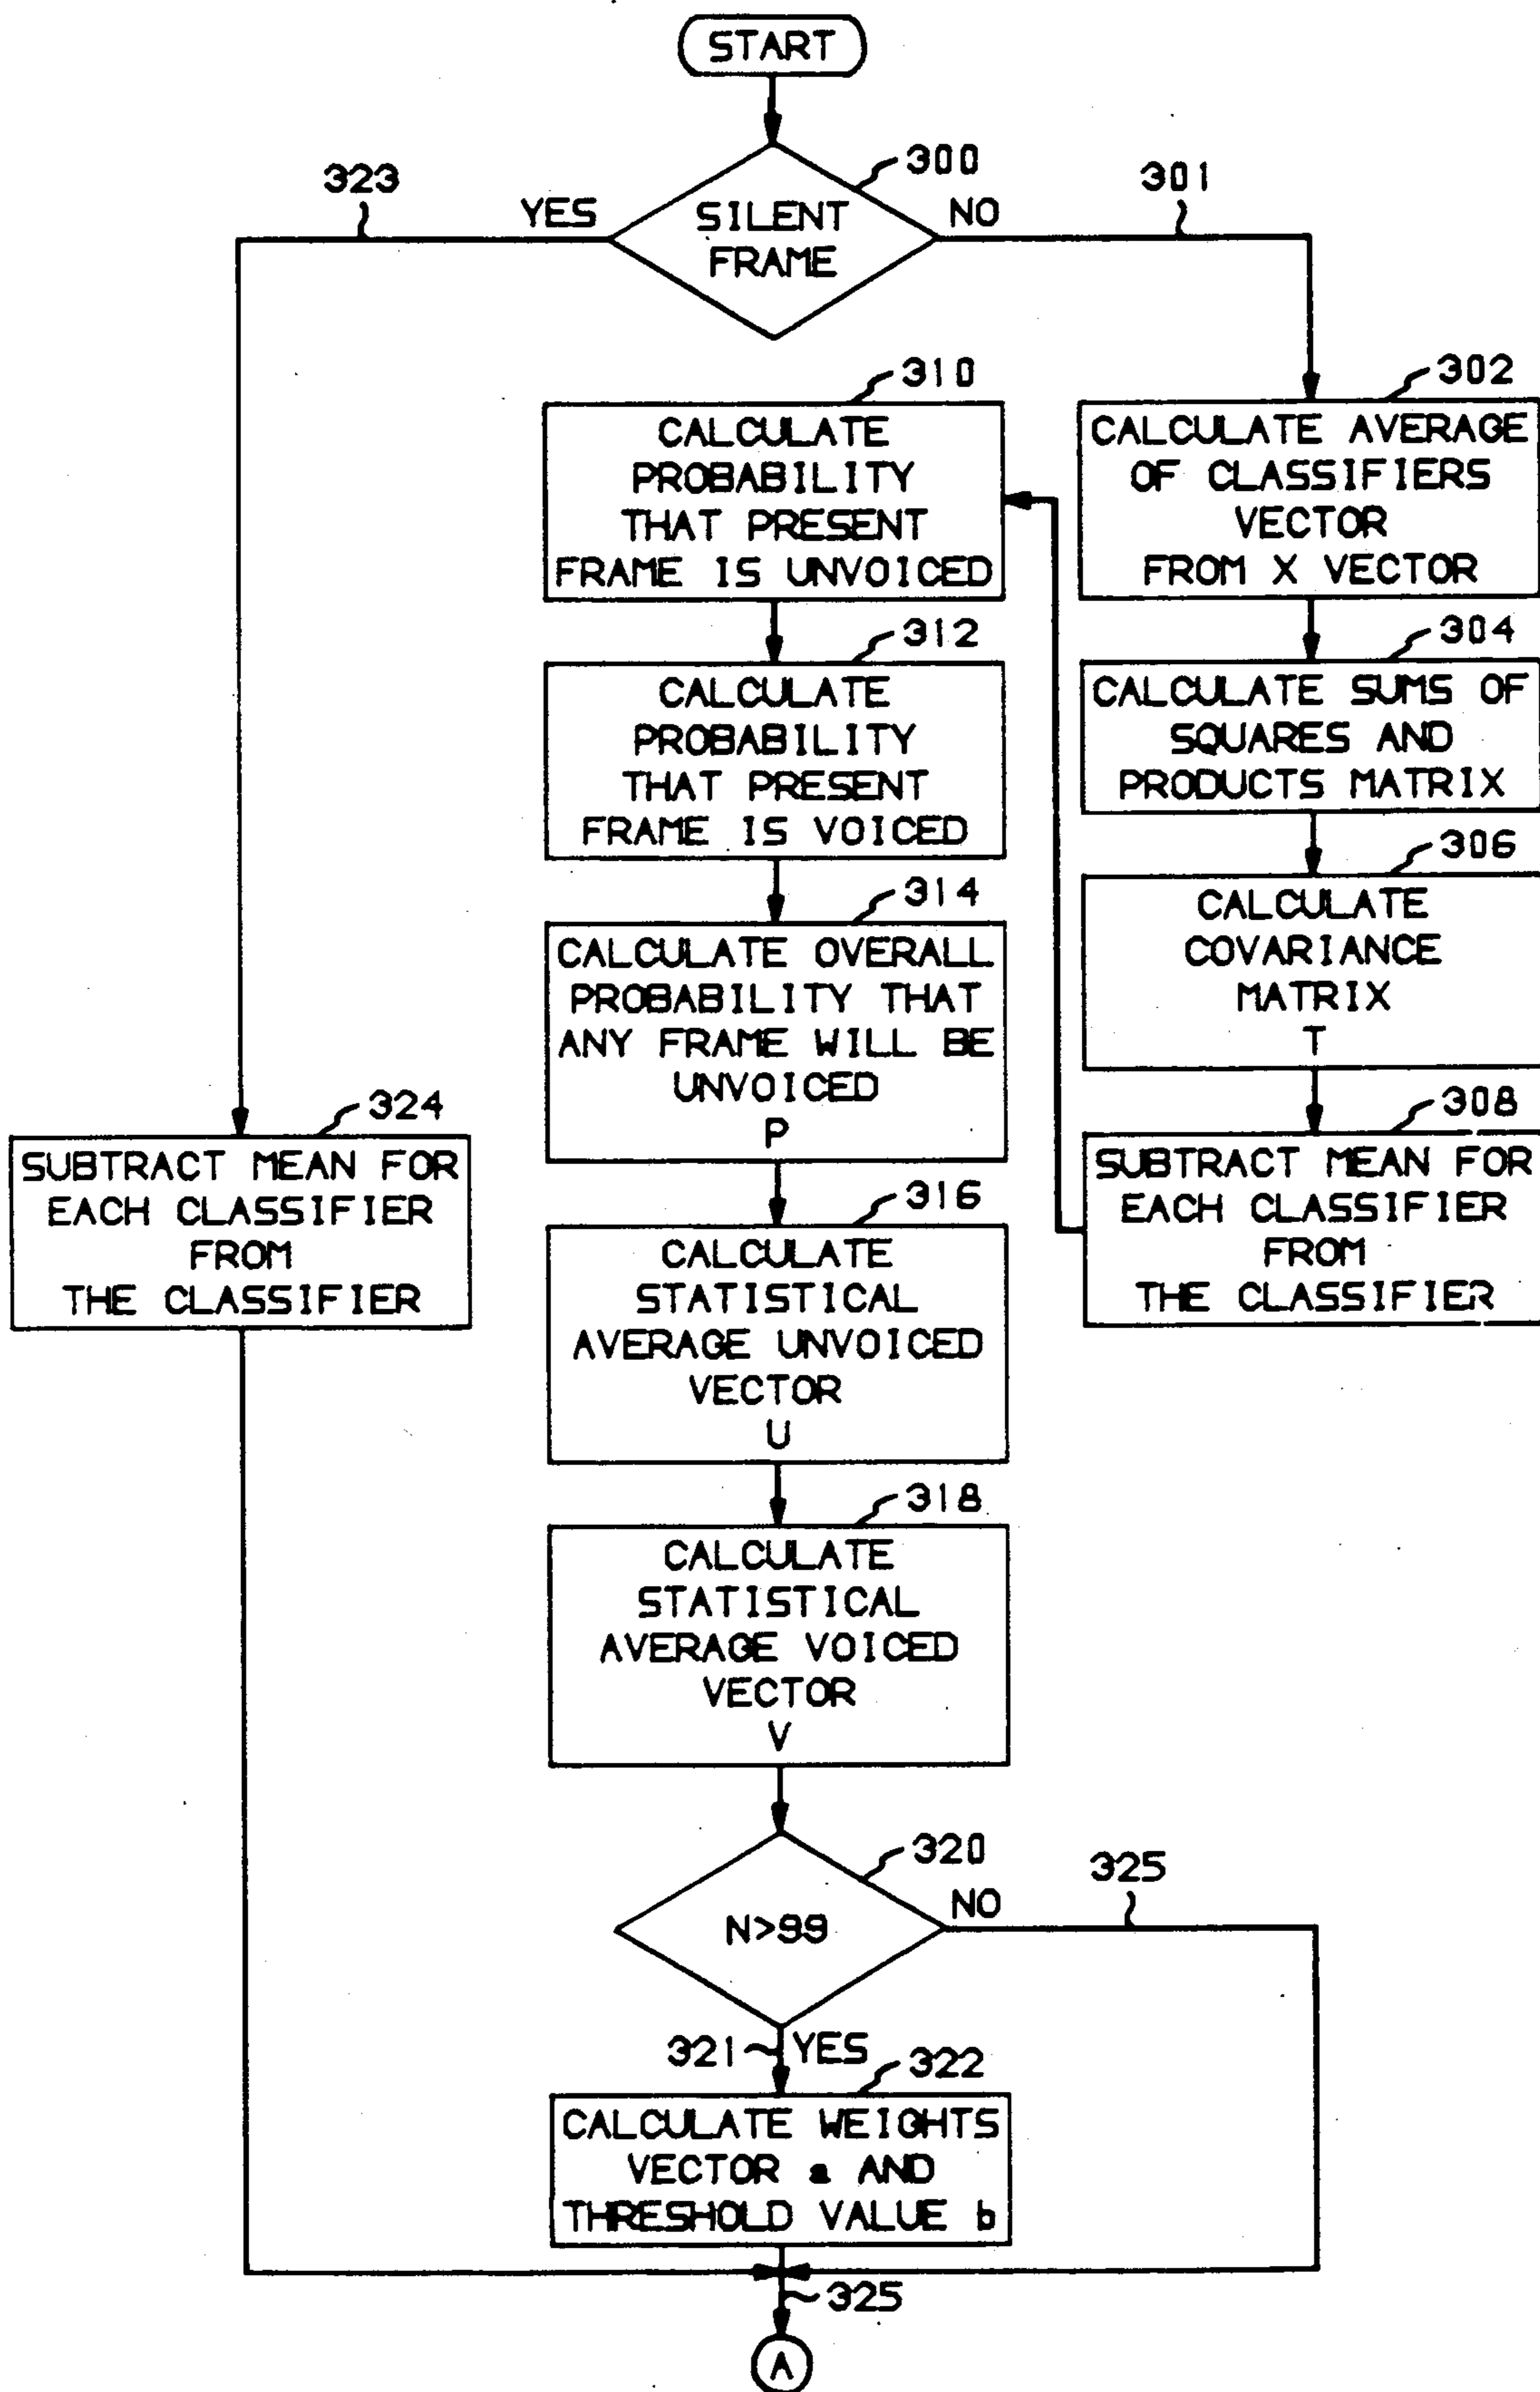 START
300
SILENT
FRAME
YES
323
NO
301
302
CALCULATE AVERAGE
OF CLASSIFIERS
VECTOR
FROM X VECTOR
304
CALCULATE SUMS OF
SQUARES AND
PRODUCTS MATRIX
306
CALCULATE
COVARIANCE
MATRIX
T
308
SUBTRACT MEAN FOR
EACH CLASSIFIER
FROM
THE CLASSIFIER
310
CALCULATE
PROBABILITY
THAT PRESENT
FRAME IS UNVOICED
312
CALCULATE
PROBABILITY
THAT PRESENT
FRAME IS VOICED
314
CALCULATE OVERALL
PROBABILITY THAT
ANY FRAME WILL BE
UNVOICED
P
316
CALCULATE
STATISTICAL
AVERAGE UNVOICED
VECTOR
U
318
CALCULATE
STATISTICAL
AVERAGE VOICED
VECTOR
V
320
N>99
NO
325
321
YES
322
CALCULATE WEIGHTS
VECTOR a AND
THRESHOLD VALUE b
324
SUBTRACT MEAN FOR
EACH CLASSIFIER
FROM
THE CLASSIFIER
325
A